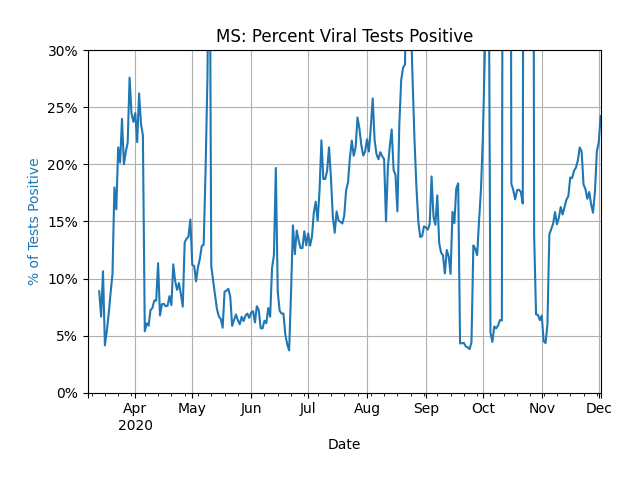 MS: Percent Viral Tests Positive
30%
25%
20%
15%
10%
5%
0%
% of Tests Positive
Apr May Jun Jul Aug Sep Oct Nov Dec
2020
Date